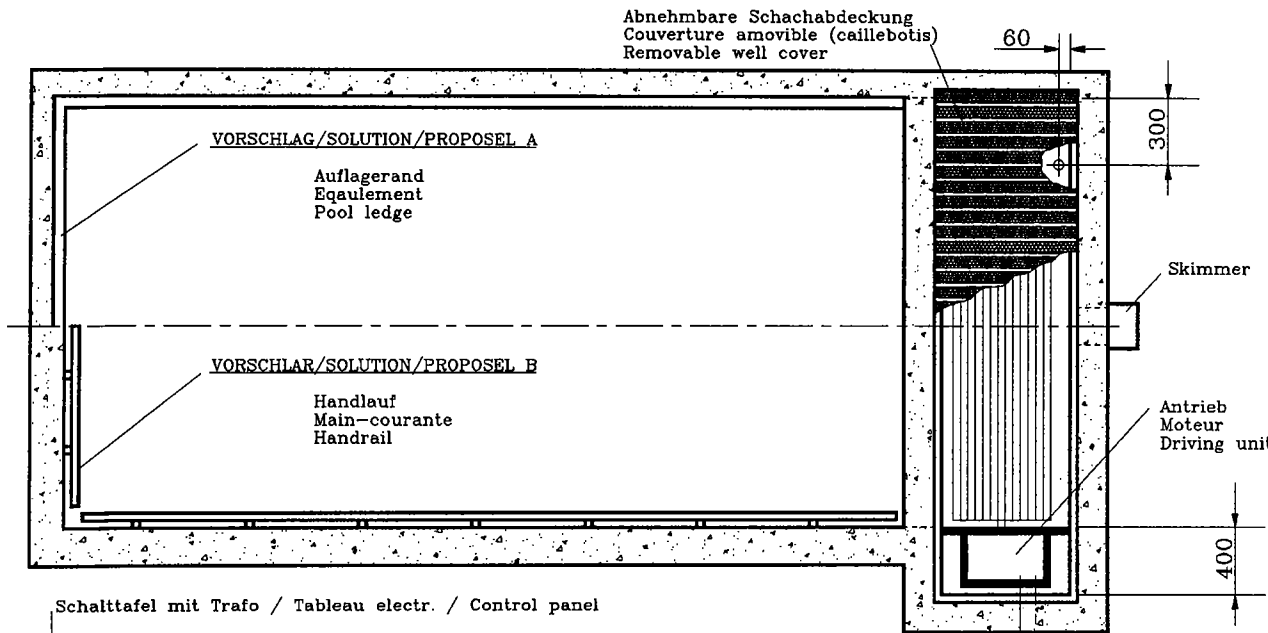 Abnehmbare Schachabdeckung
Couverture amovible (caillebotis)
Removable well cover
60
300
VORSCHLAG/SOLUTION/PROPOSEL A
Auflagerand
Eqaulement
Pool ledge
Skimmer
VORSCHLAR/SOLUTION/PROPOSEL B
Handlauf
Main-courante
Handrail
Antrieb
Moteur
Driving unit
400
Schalttafel mit Trafo / Tableau electr. / Control panel